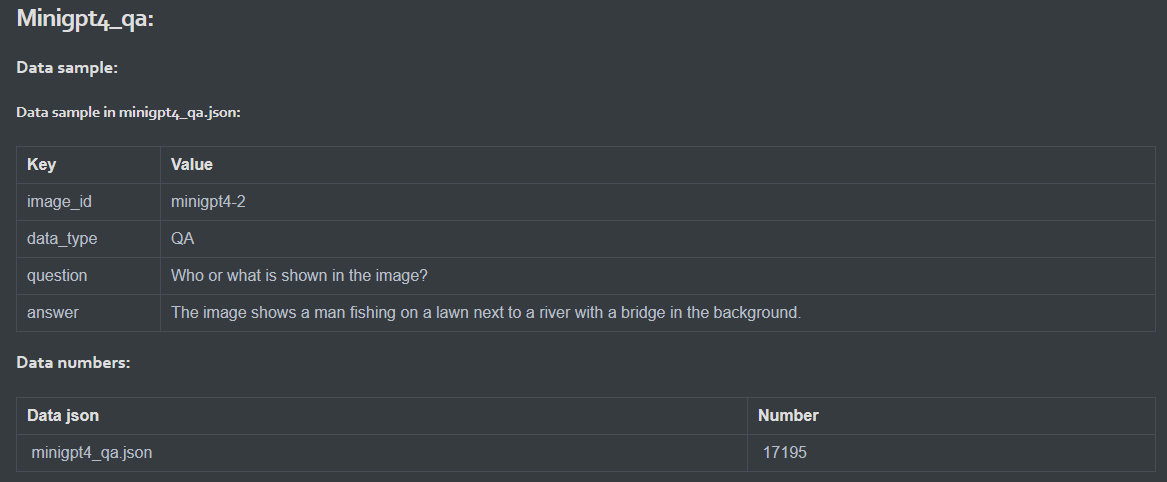 Minigpt4_qa:
Data sample:
Data sample in minigpt4_qa.json:
Key Value
image_id minigpt4-2
data_type QA
question Who or what is shown in the image?
answer The image shows a man fishing on a lawn next to a river with a bridge in the background.
Data numbers:
Data json Number
minigpt4_qa.json 17195